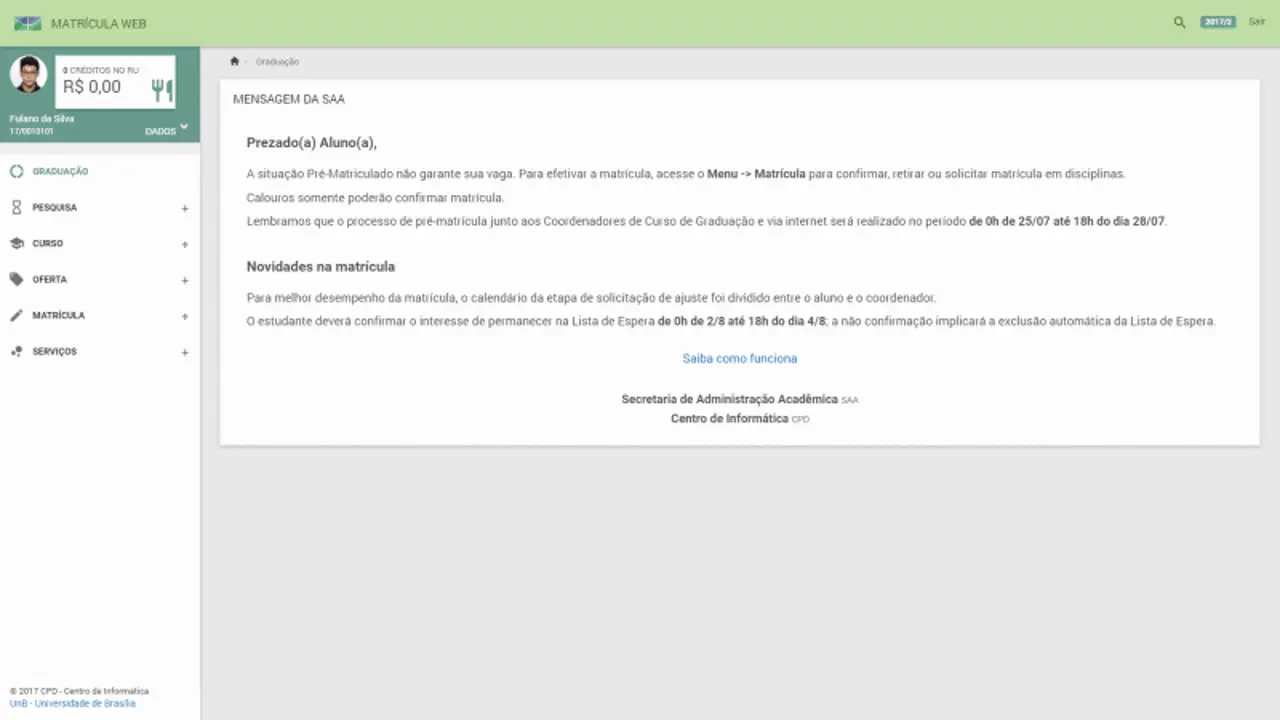 MATRÍCULA WEB
2017/2 Sair
0 CRÉDITOS NO RU
R$ 0,00
Fulano da Silva
17/0010101
DADOS
GRADUAÇÃO
PESQUISA +
CURSO +
OFERTA +
MATRÍCULA +
SERVIÇOS +
© 2017 CPD - Centro de Informática
UnB - Universidade de Brasília
Graduação
MENSAGEM DA SAA
Prezado(a) Aluno(a),
A situação Pré-Matriculado não garante sua vaga. Para efetivar a matrícula, acesse o Menu -> Matrícula para confirmar, retirar ou solicitar matrícula em disciplinas.
Calouros somente poderão confirmar matrícula.
Lembramos que o processo de pré-matrícula junto aos Coordenadores de Curso de Graduação e via internet será realizado no período de 0h de 25/07 até 18h do dia 28/07.
Novidades na matrícula
Para melhor desempenho da matrícula, o calendário da etapa de solicitação de ajuste foi dividido entre o aluno e o coordenador.
O estudante deverá confirmar o interesse de permanecer na Lista de Espera de 0h de 2/8 até 18h do dia 4/8; a não confirmação implicará a exclusão automática da Lista de Espera.
Saiba como funciona
Secretaria de Administração Acadêmica SAA
Centro de Informática CPD